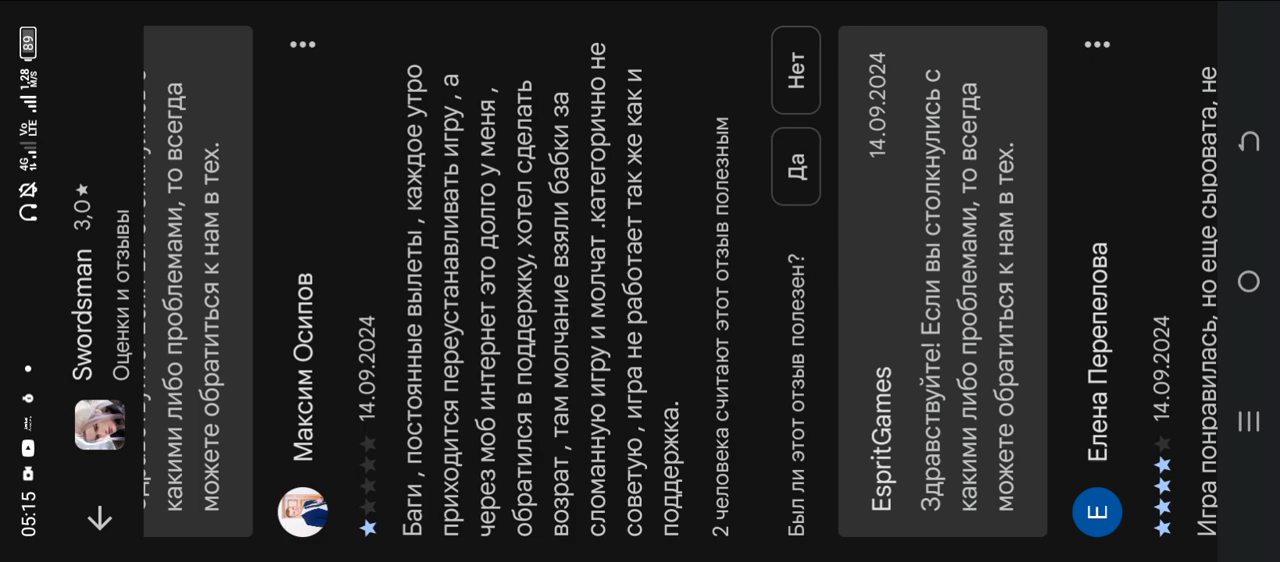 05:15
4G Vo LTE 1,28 M/S 89
Swordsman 3,0★
Оценки и отзывы
какими либо проблемами, то всегда
можете обратиться к нам в тех.
Максим Осипов
14.09.2024
Баги , постоянные вылеты , каждое утро
приходится переустанавливать игру , а
через моб интернет это долго у меня ,
обратился в поддержку, хотел сделать
возрат , там молчание взяли бабки за
сломанную игру и молчат .категорично не
советую , игра не работает так же как и
поддержка.
2 человека считают этот отзыв полезным
Был ли этот отзыв полезен?
Да
Нет
EspritGames 14.09.2024
Здравствуйте! Если вы столкнулись с
какими либо проблемами, то всегда
можете обратиться к нам в тех.
Е
Елена Перепелова
14.09.2024
Игра понравилась, но еще сыровата, не